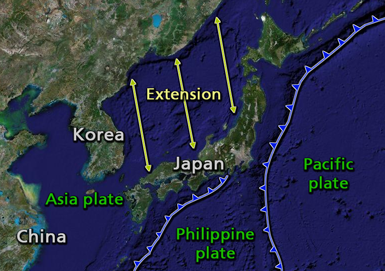 Extension
Korea
Japan
Pacific
plate
Asia plate
China
Philippine
plate